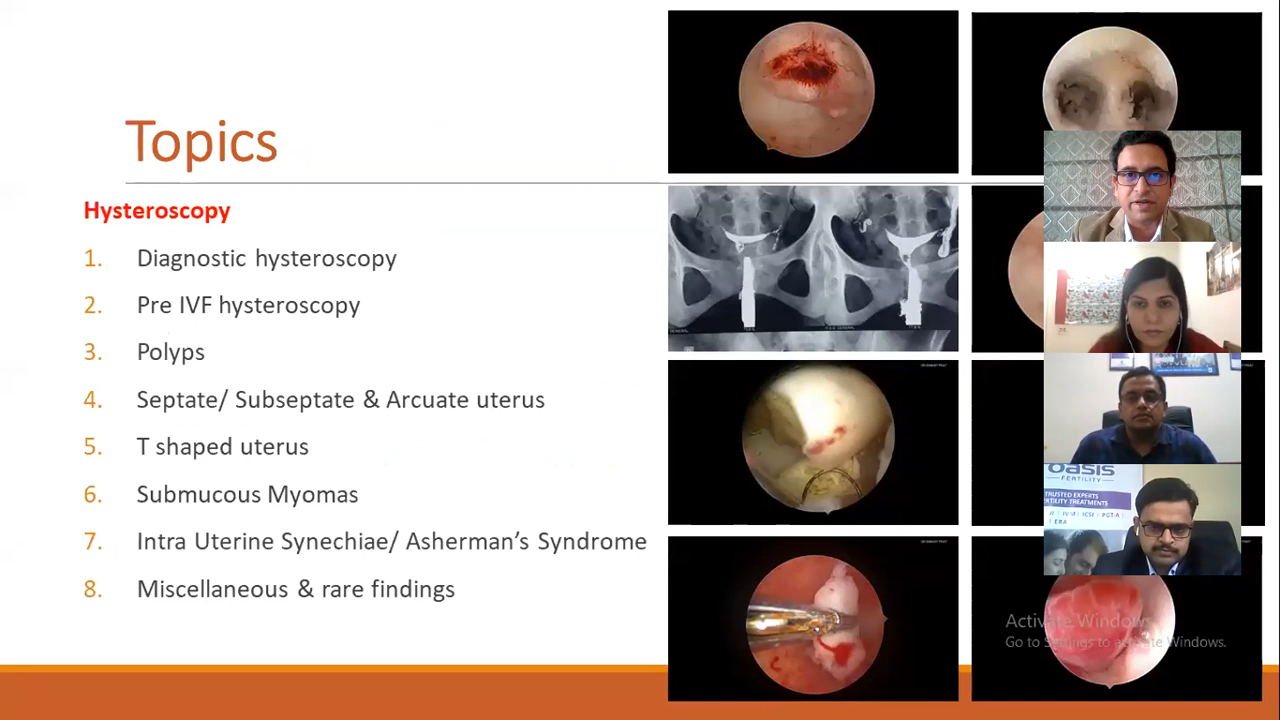 Topics
Hysteroscopy
1. Diagnostic hysteroscopy
2. Pre IVF hysteroscopy
3. Polyps
4. Septate/ Subseptate & Arcuate uterus
5. T shaped uterus
6. Submucous Myomas
7. Intra Uterine Synechiae/ Asherman’s Syndrome
8. Miscellaneous & rare findings
OASIS
FERTILITY
TRUSTED EXPERTS
FERTILITY TREATMENTS
ICSI | PGT-A
ERA
Activate Windows
Go to Settings to activate Windows.